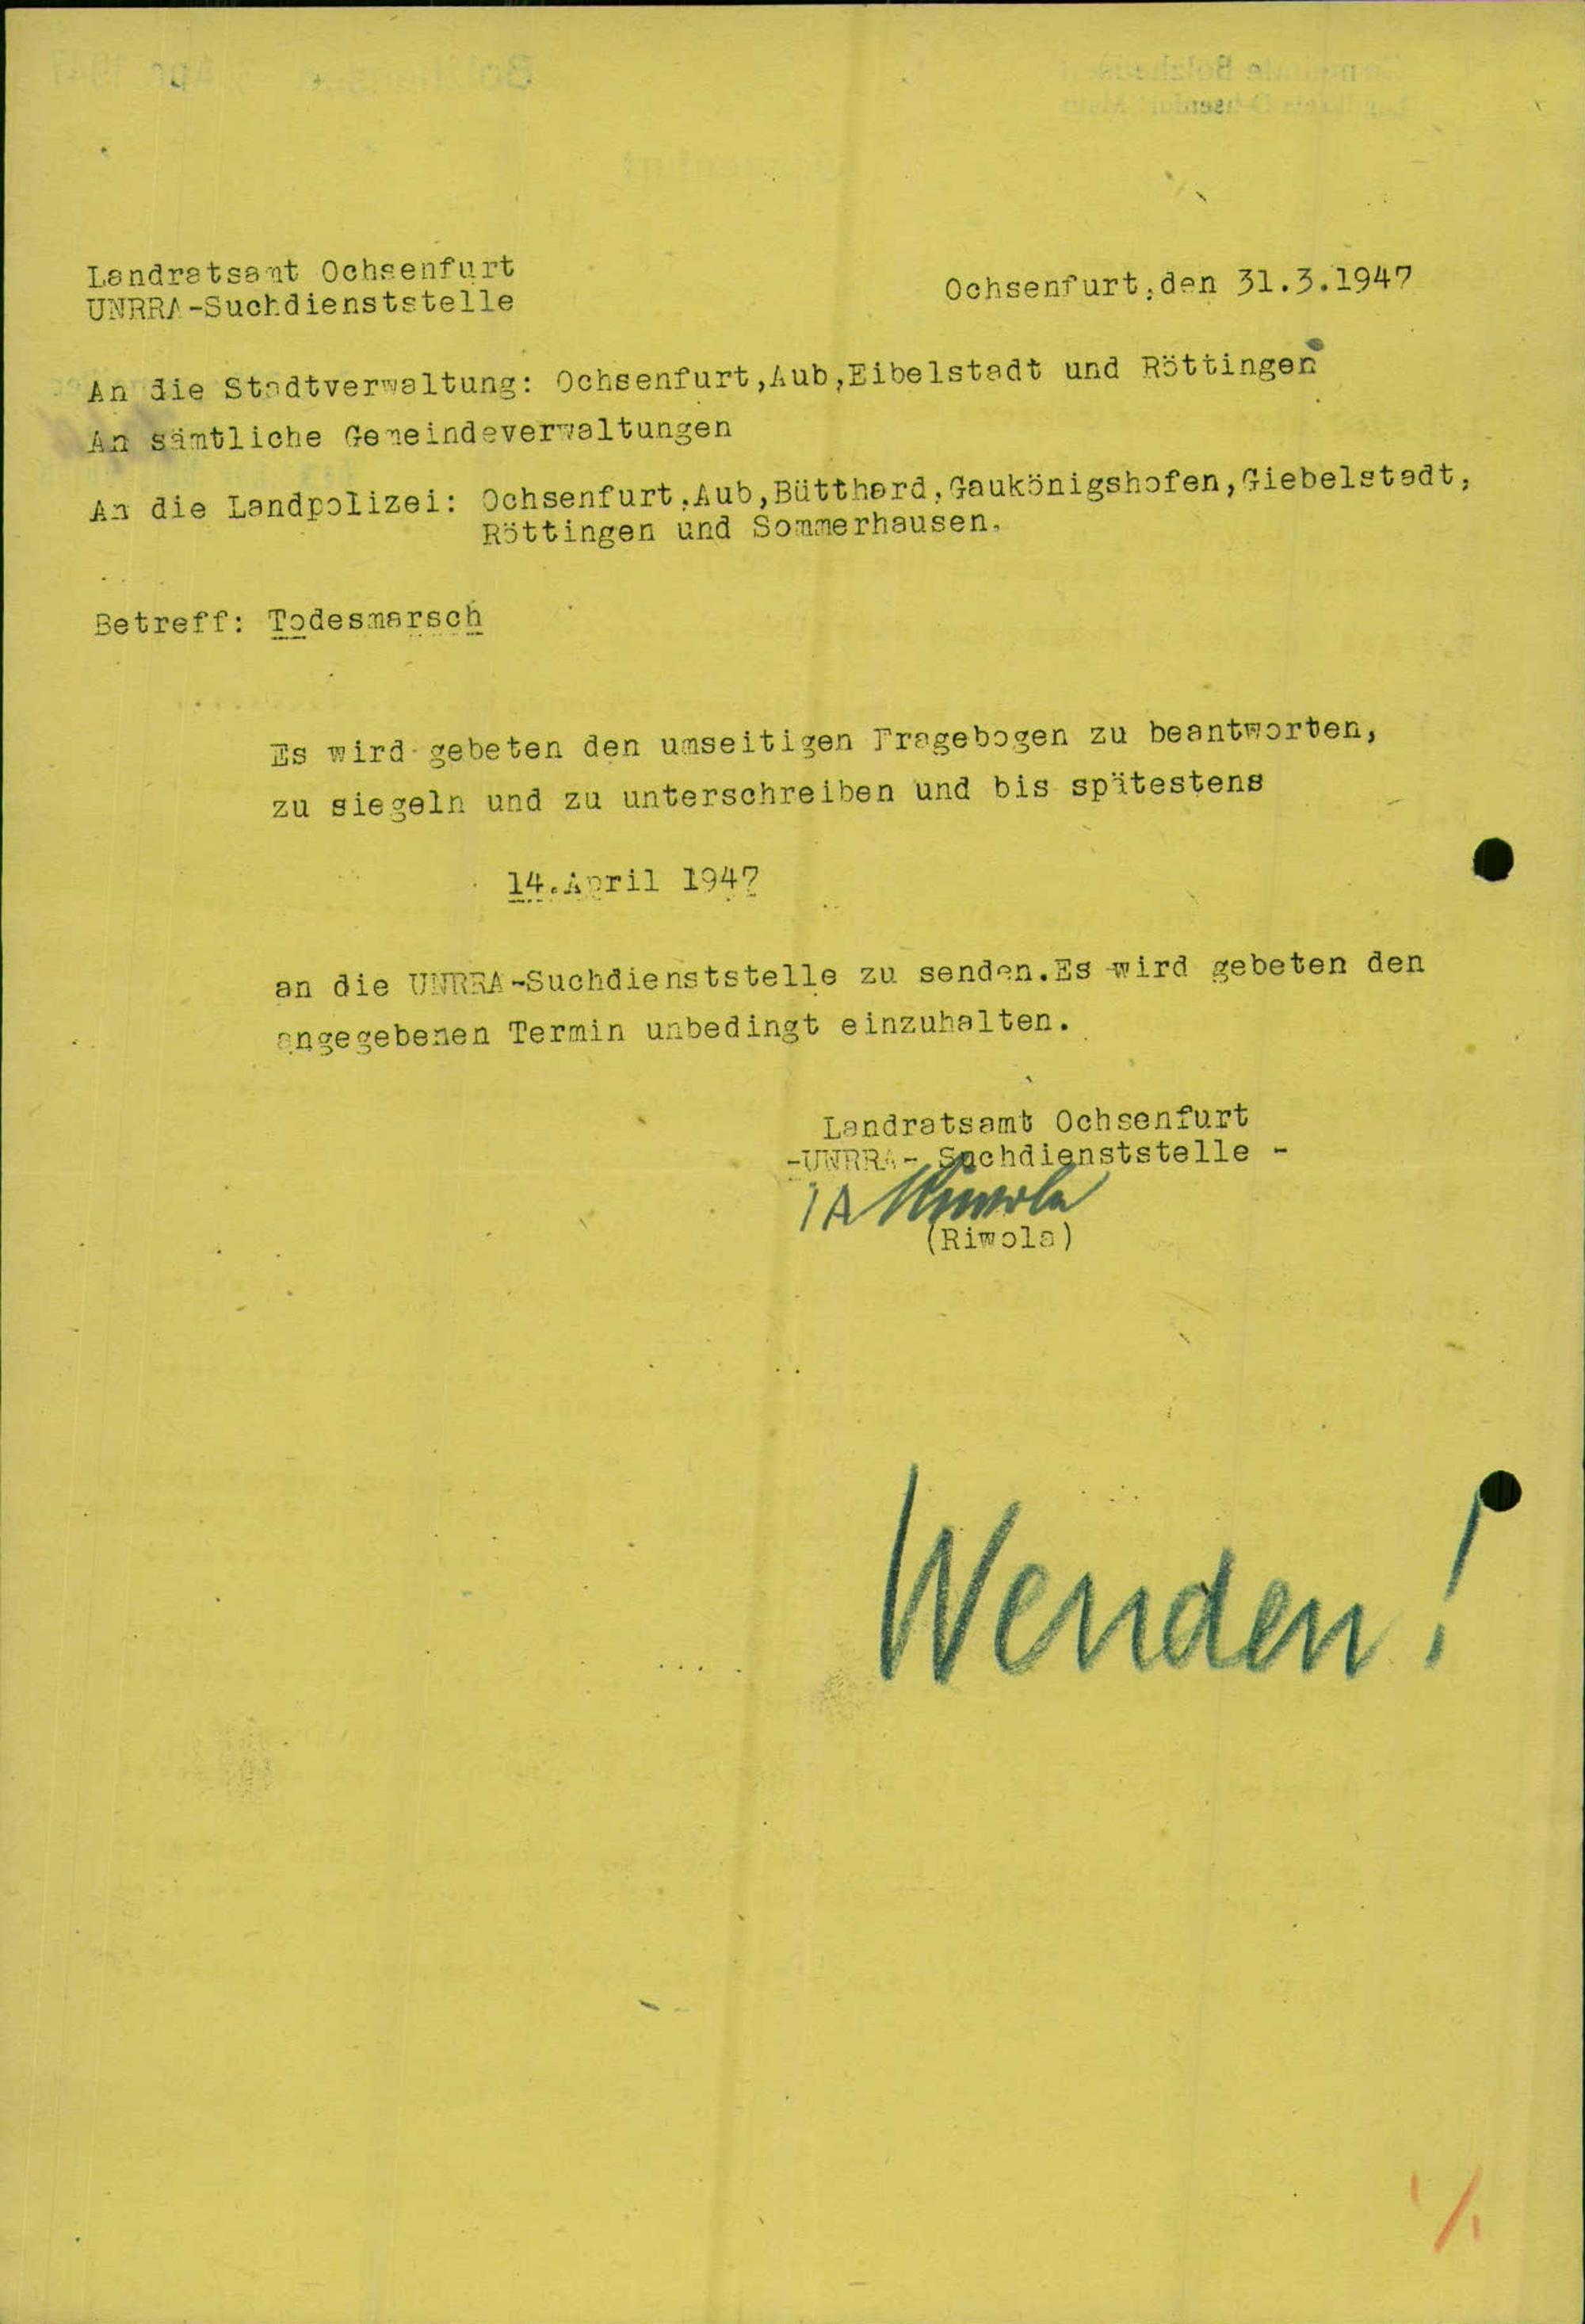 Landratsamt Ochsenfurt
UNRRA-Suchdienststelle
Ochsenfurt,den 31.3.1947
An die Stadtverwaltung: Ochsenfurt,Aub,Eibelstadt und Röttingen
An sämtliche Gemeindeverwaltungen
An die Landpolizei: Ochsenfurt,Aub,Bütthard,Gaukönigshofen,Giebelstadt,
Röttingen und Sommerhausen.
Betreff: Todesmarsch
Es wird gebeten den umseitigen Fragebogen zu beantworten,
zu siegeln und zu unterschreiben und bis spätestens
14.April 1947
an die UNRRA-Suchdienststelle zu senden.Es wird gebeten den
angegebenen Termin unbedingt einzuhalten.
Landratsamt Ochsenfurt
-UNRRA- Suchdienststelle -
IA
(Riwola)
Wenden!
1/1